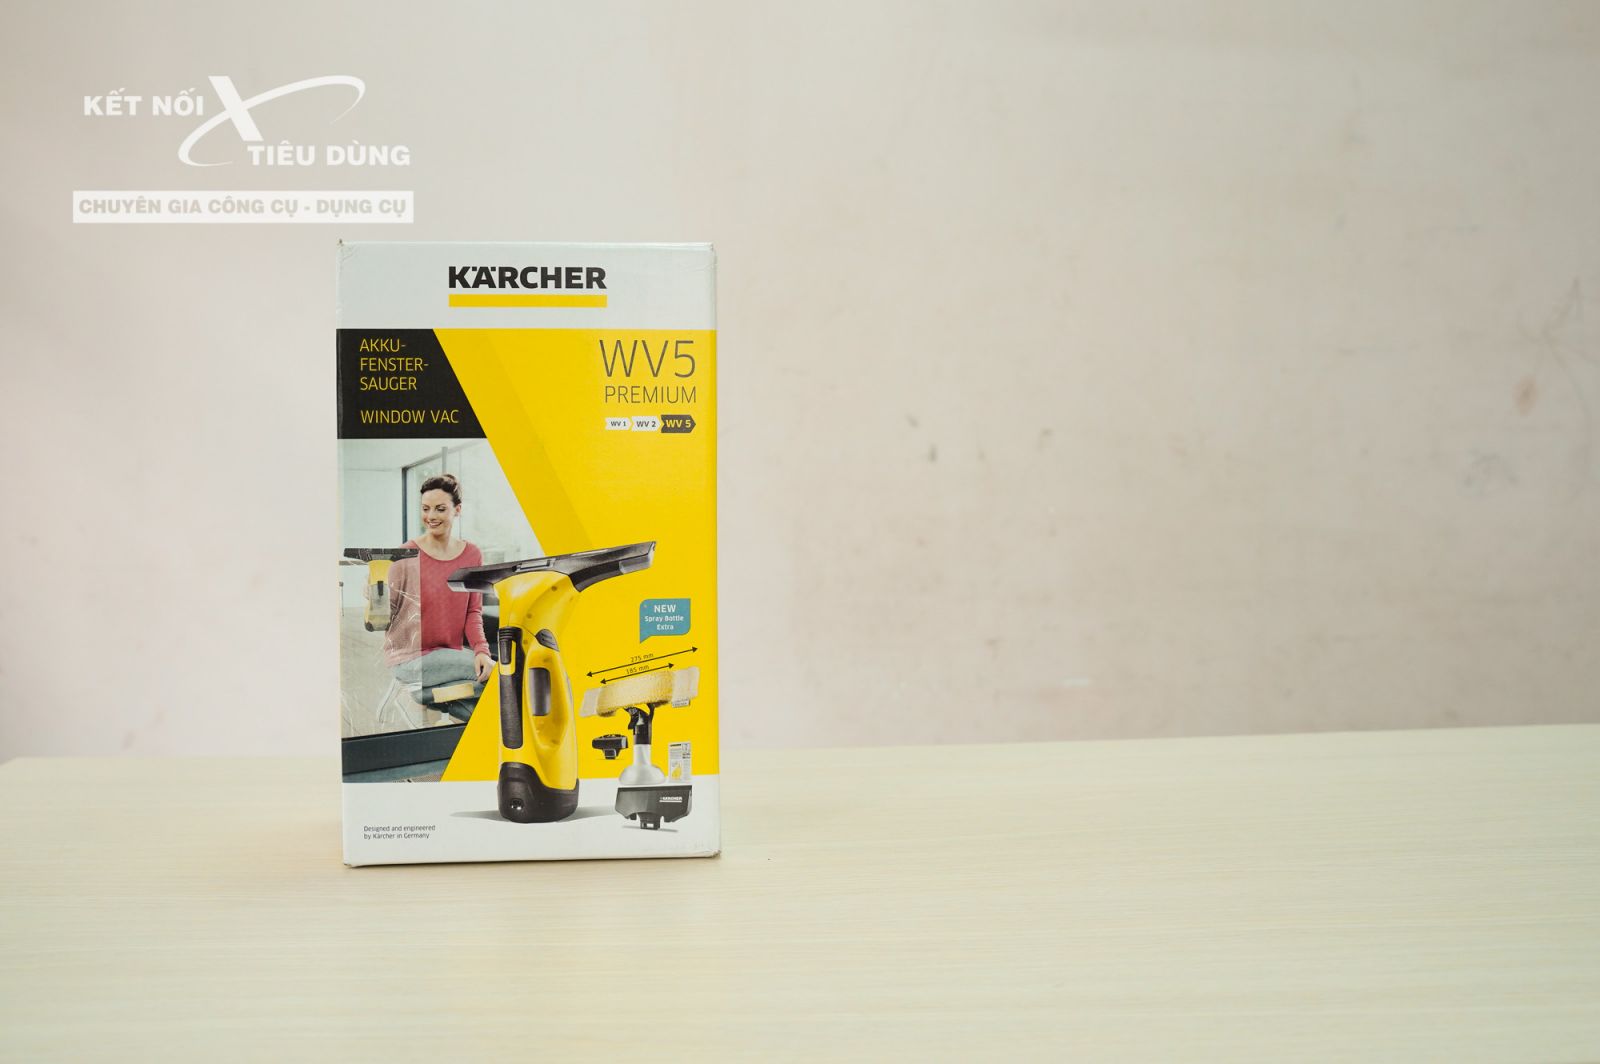 KẾT NỐI
TIÊU DÙNG
CHUYÊN GIA CÔNG CỤ - DỤNG CỤ
KÄRCHER
AKKU-
FENSTER-
SAUGER
WINDOW VAC
WV5
PREMIUM
WV 1 WV 2 WV 5
NEW
Spray Bottle
Extra
275 mm
185 mm
KÄRCHER
Designed and engineered
by Kärcher in Germany